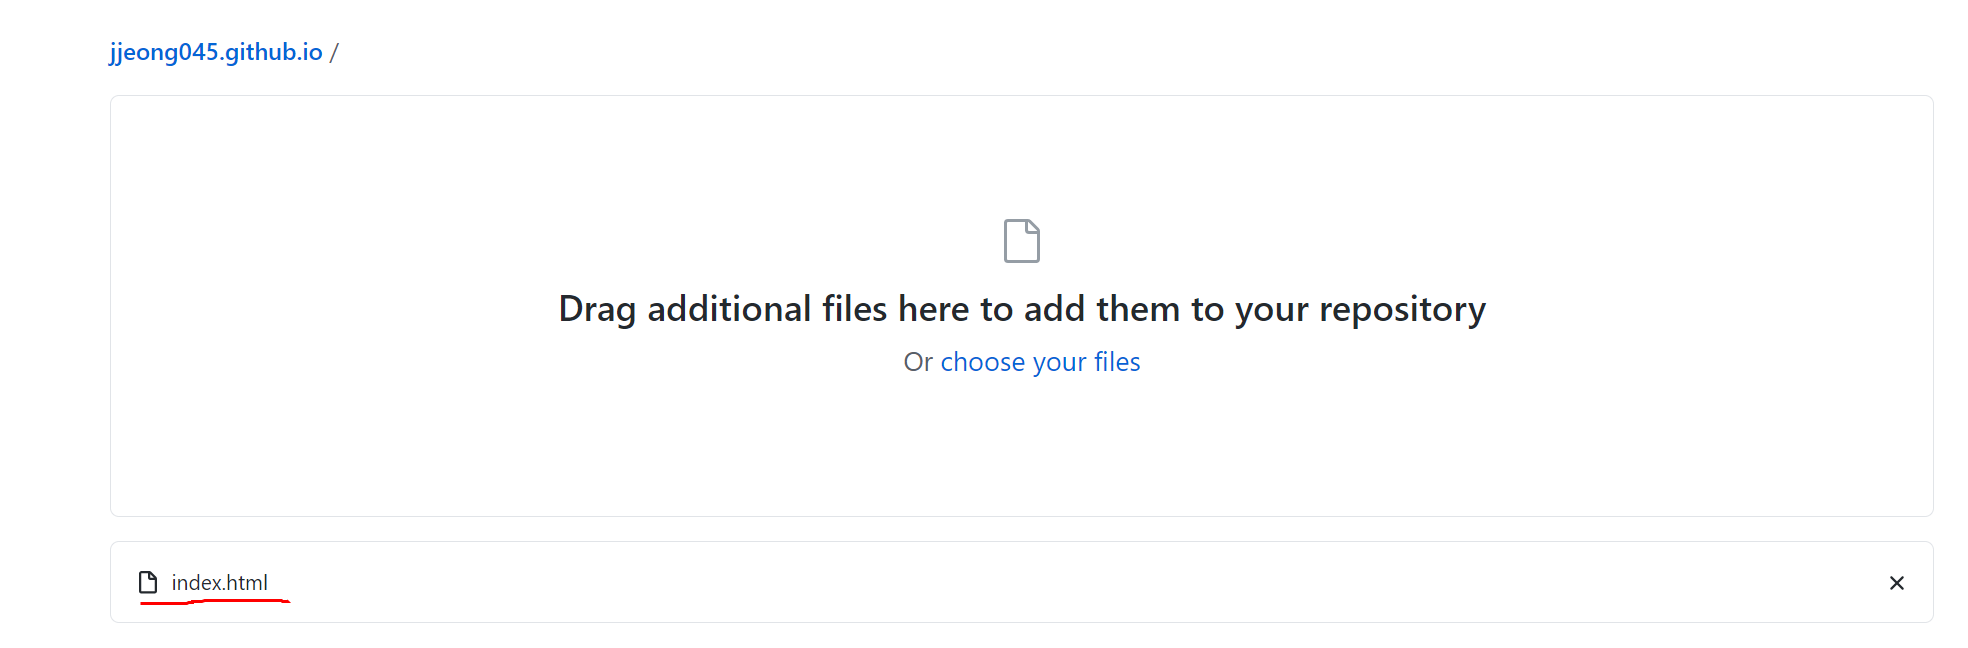 jjeong045.github.io /
Drag additional files here to add them to your repository
Or choose your files
index.html